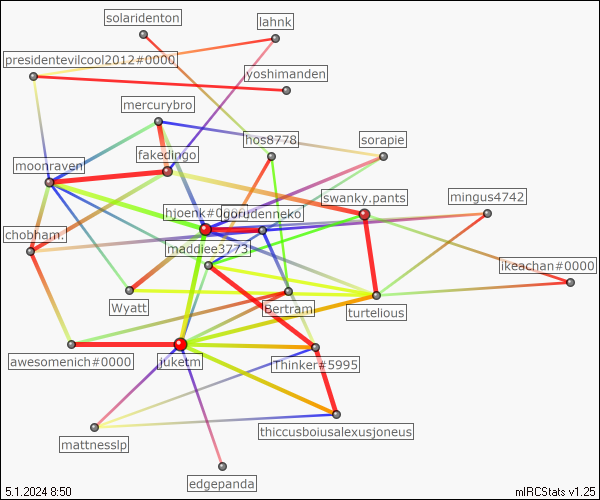 solaridenton
lahnk
presidentevilcool2012#0000
yoshimanden
mercurybro
hos8778
sorapie
fakedingo
moonraven
swanky.pants
mingus4742
hjoenk#0000
gorudenneko
chobham.
maddiee3773
ikeachan#0000
Wyatt
Bertram
turtelious
awesomenich#0000
juketm
Thinker#5995
thiccusboiusalexusjoneus
mattnesslp
edgepanda
5.1.2024 8:50
mIRCStats v1.25